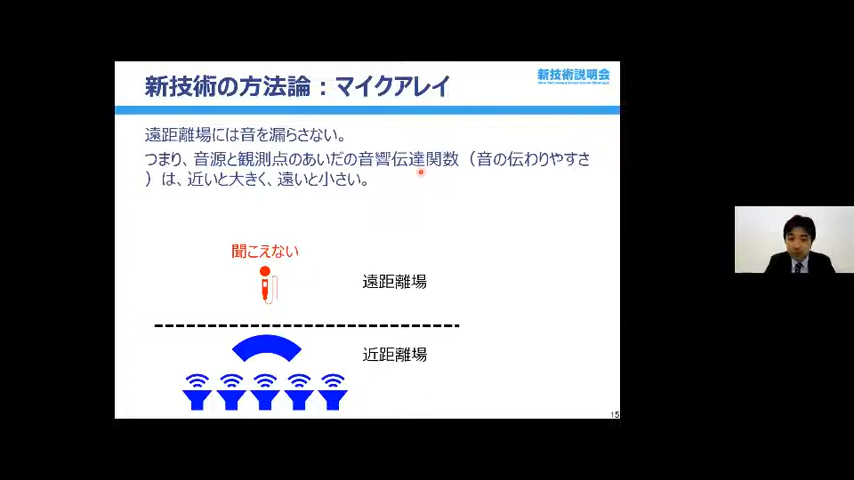 新技術の方法論：マイクアレイ
新技術説明会
遠距離場には音を漏らさない。
つまり、音源と観測点のあいだの音響伝達関数（音の伝わりやすさ
）は、近いと大きく、遠いと小さい。
聞こえない
遠距離場
近距離場
15